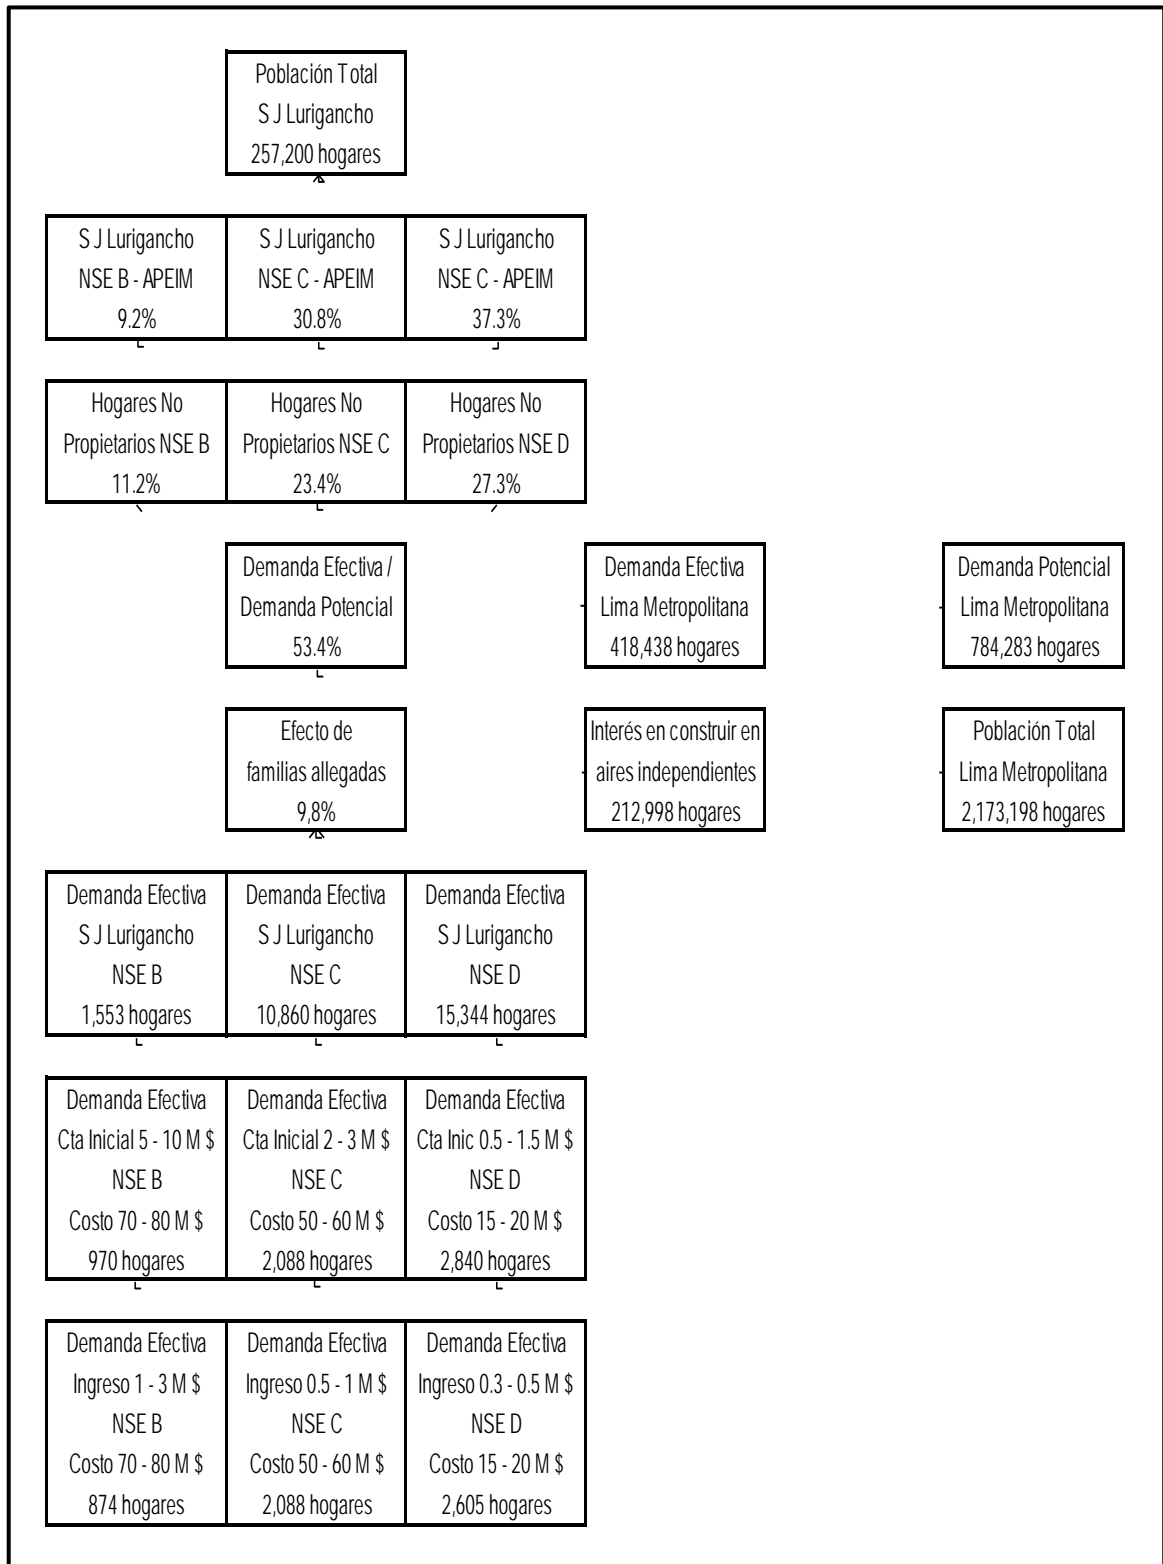 Población Total
S J Lurigancho
257,200 hogares
S J Lurigancho
NSE B - APEIM
9.2%
S J Lurigancho
NSE C - APEIM
30.8%
S J Lurigancho
NSE C - APEIM
37.3%
Hogares No
Propietarios NSE B
11.2%
Hogares No
Propietarios NSE C
23.4%
Hogares No
Propietarios NSE D
27.3%
Demanda Efectiva /
Demanda Potencial
53.4%
Demanda Efectiva
Lima Metropolitana
418,438 hogares
Demanda Potencial
Lima Metropolitana
784,283 hogares
Efecto de
familias allegadas
9,8%
Interés en construir en
aires independientes
212,998 hogares
Población Total
Lima Metropolitana
2,173,198 hogares
Demanda Efectiva
S J Lurigancho
NSE B
1,553 hogares
Demanda Efectiva
S J Lurigancho
NSE C
10,860 hogares
Demanda Efectiva
S J Lurigancho
NSE D
15,344 hogares
Demanda Efectiva
Cta Inicial 5 - 10 M $
NSE B
Costo 70 - 80 M $
970 hogares
Demanda Efectiva
Cta Inicial 2 - 3 M $
NSE C
Costo 50 - 60 M $
2,088 hogares
Demanda Efectiva
Cta Inic 0.5 - 1.5 M $
NSE D
Costo 15 - 20 M $
2,840 hogares
Demanda Efectiva
Ingreso 1 - 3 M $
NSE B
Costo 70 - 80 M $
874 hogares
Demanda Efectiva
Ingreso 0.5 - 1 M $
NSE C
Costo 50 - 60 M $
2,088 hogares
Demanda Efectiva
Ingreso 0.3 - 0.5 M $
NSE D
Costo 15 - 20 M $
2,605 hogares